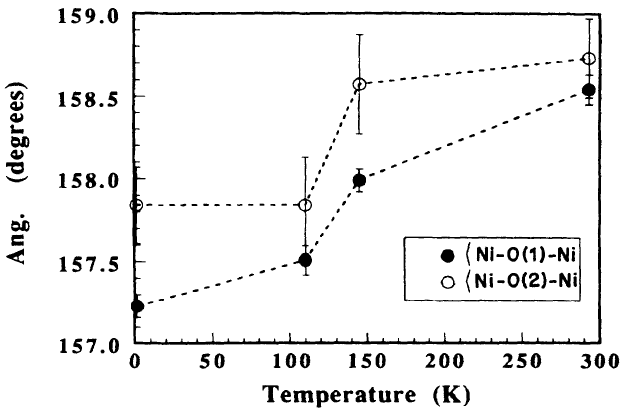 159.0
158.5
158.0
157.5
157.0
Ang. (degrees)
0 50 100 150 200 250 300
Temperature (K)
⟨Ni-O(1)-Ni
⟨Ni-O(2)-Ni